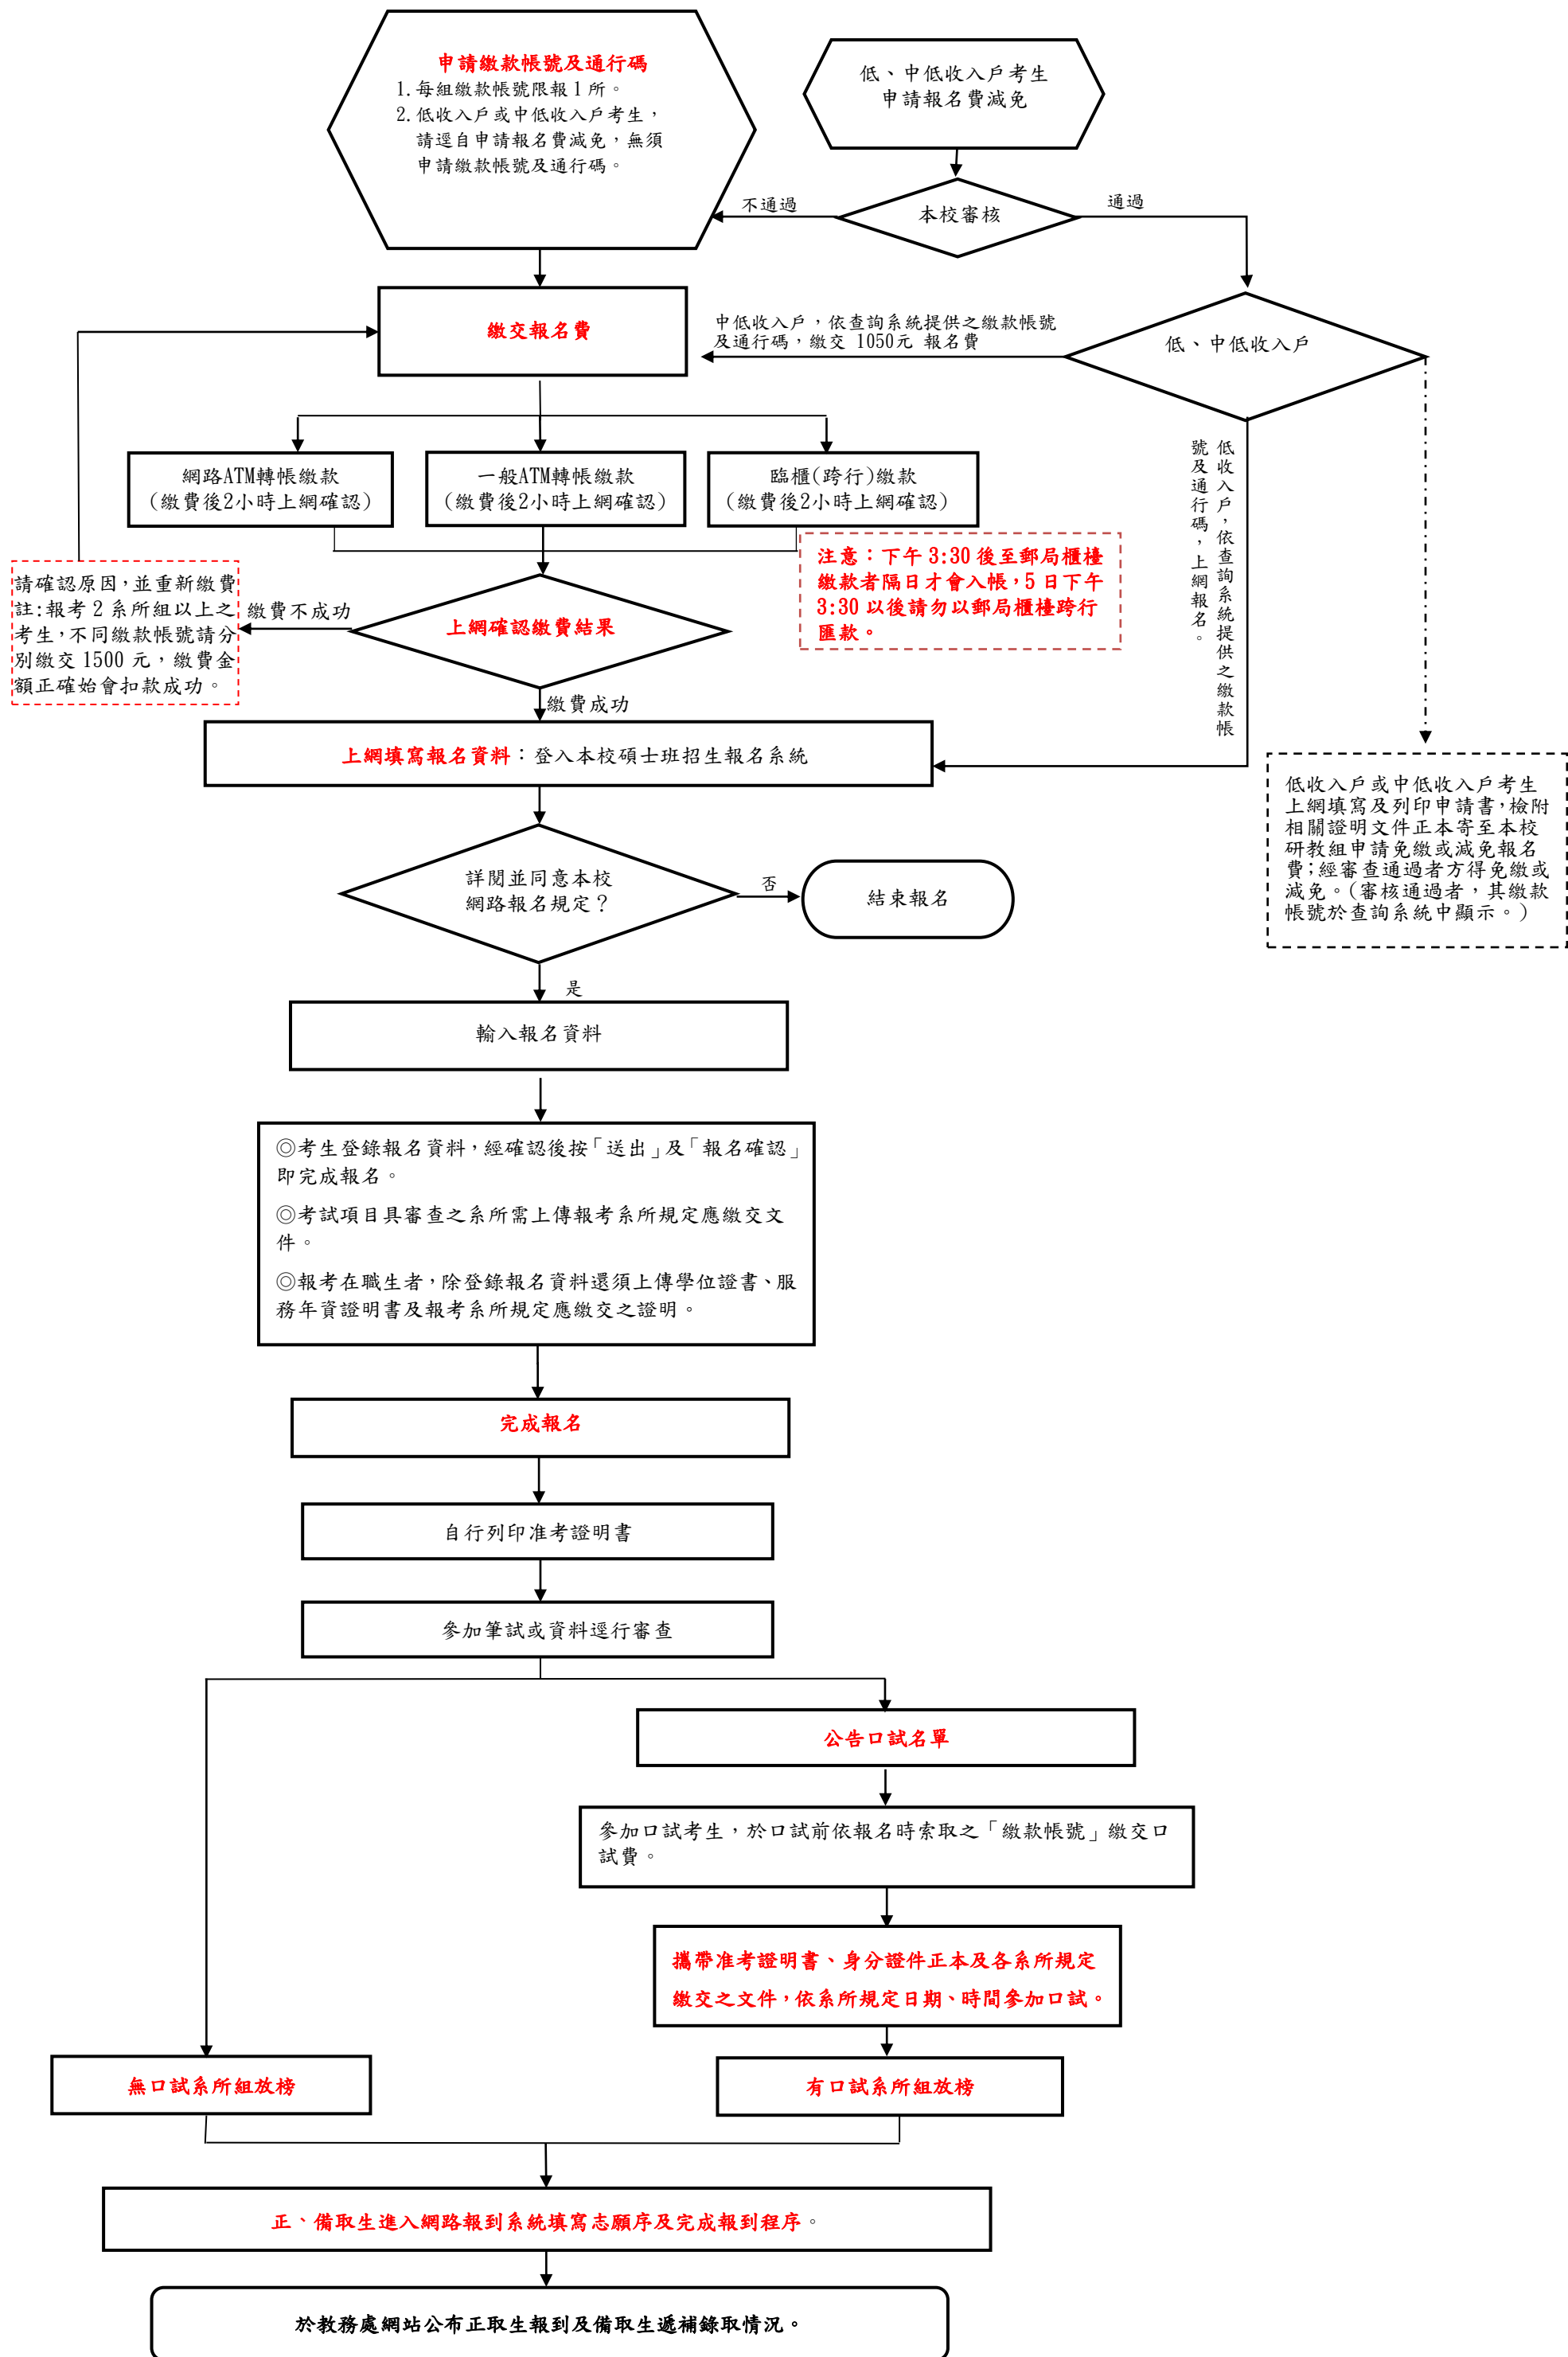 申請繳款帳號及通行碼
1.每組繳款帳號限報1所。
2.低收入戶或中低收入戶考生，
請逕自申請報名費減免，無須
申請繳款帳號及通行碼。
低、中低收入戶考生
申請報名費減免
不通過
本校審核
通過
繳交報名費
中低收入戶，依查詢系統提供之繳款帳號
及通行碼，繳交 1050元 報名費
低、中低收入戶
網路ATM轉帳繳款
(繳費後2小時上網確認)
一般ATM轉帳繳款
(繳費後2小時上網確認)
臨櫃(跨行)繳款
(繳費後2小時上網確認)
低收入戶，依查詢系統提供之繳款帳
號及通行碼，上網報名。
注意：下午 3:30 後至郵局櫃檯
繳款者隔日才會入帳，5 日下午
3:30 以後請勿以郵局櫃檯跨行
匯款。
請確認原因，並重新繳費
註:報考 2 系所組以上之
考生，不同繳款帳號請分
別繳交 1500 元，繳費金
額正確始會扣款成功。
繳費不成功
上網確認繳費結果
繳費成功
上網填寫報名資料：登入本校碩士班招生報名系統
低收入戶或中低收入戶考生
上網填寫及列印申請書，檢附
相關證明文件正本寄至本校
研教組申請免繳或減免報名
費；經審查通過者方得免繳或
減免。(審核通過者，其繳款
帳號於查詢系統中顯示。)
詳閱並同意本校
網路報名規定？
否
結束報名
是
輸入報名資料
◎考生登錄報名資料，經確認後按「送出」及「報名確認」
即完成報名。
◎考試項目具審查之系所需上傳報考系所規定應繳交文
件。
◎報考在職生者，除登錄報名資料還須上傳學位證書、服
務年資證明書及報考系所規定應繳交之證明。
完成報名
自行列印准考證明書
參加筆試或資料逕行審查
公告口試名單
參加口試考生，於口試前依報名時索取之「繳款帳號」繳交口
試費。
攜帶准考證明書、身分證件正本及各系所規定
繳交之文件，依系所規定日期、時間參加口試。
無口試系所組放榜
有口試系所組放榜
正、備取生進入網路報到系統填寫志願序及完成報到程序。
於教務處網站公布正取生報到及備取生遞補錄取情況。